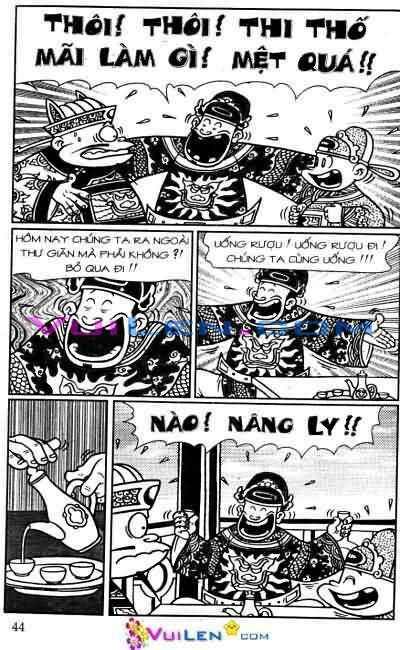 THÔI! THÔI! THI THỐ
MÃI LÀM GÌ! MỆT QUÁ!!
HÔM NAY CHÚNG TA RA NGOÀI
THƯ GIÃN MÀ PHẢI KHÔNG?!
BỎ QUA ĐI!!
UỐNG RƯỢU! UỐNG RƯỢU ĐI!
CHÚNG TA CÙNG UỐNG!!!
VUILEN.COM
NÀO! NÂNG LY!!
44
VUILEN.COM